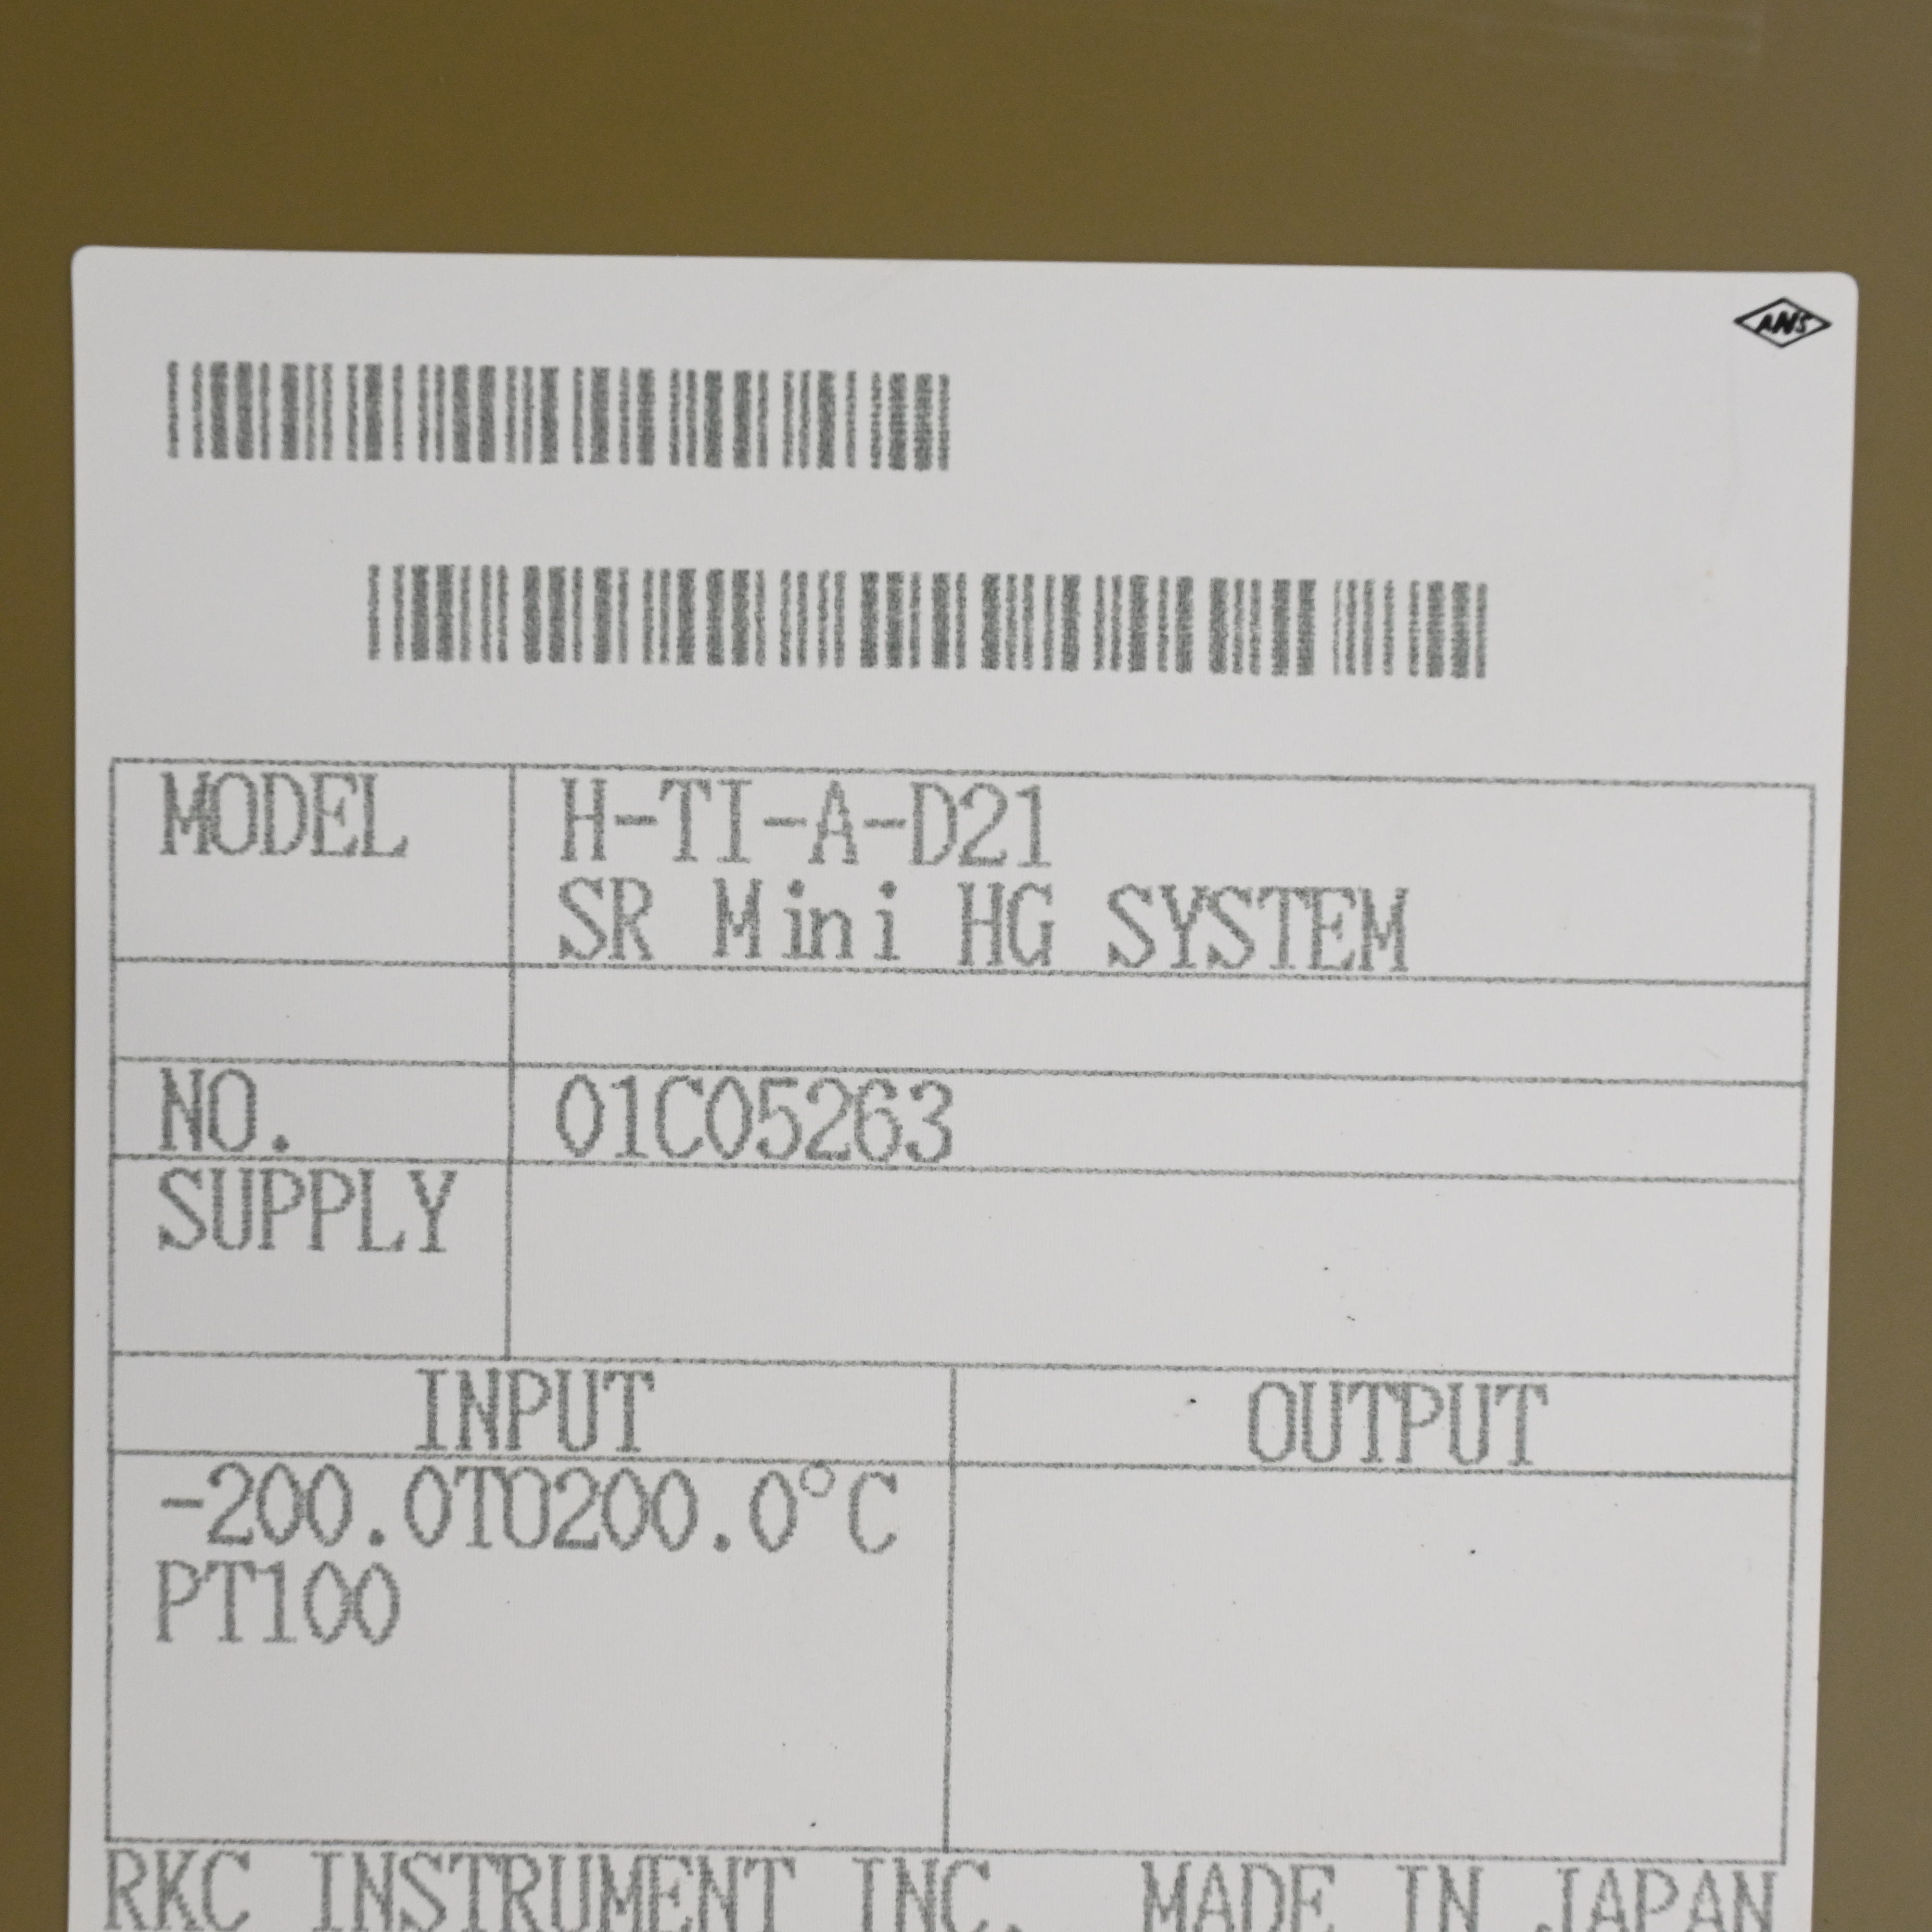 ANS
MODEL H-TI-A-D21
SR Mini HG SYSTEM
NO. 01C05263
SUPPLY
INPUT OUTPUT
-200.0TO200.0°C
PT100
RKC INSTRUMENT INC. MADE IN JAPAN